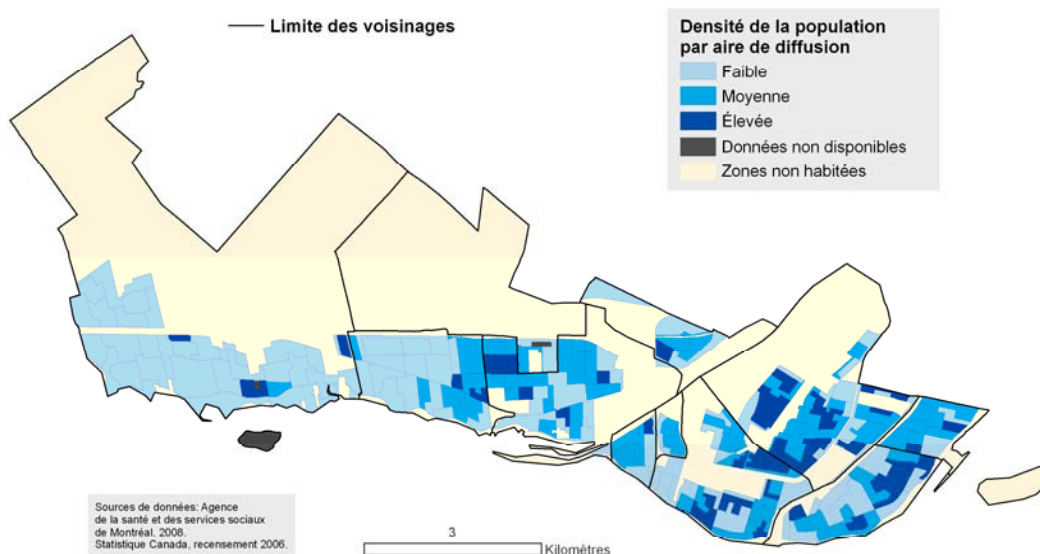 Limite des voisinages
Densité de la population
par aire de diffusion
Faible
Moyenne
Élevée
Données non disponibles
Zones non habitées
Sources de données: Agence
de la santé et des services sociaux
de Montréal, 2008.
Statistique Canada, recensement 2006.
3
Kilomètres